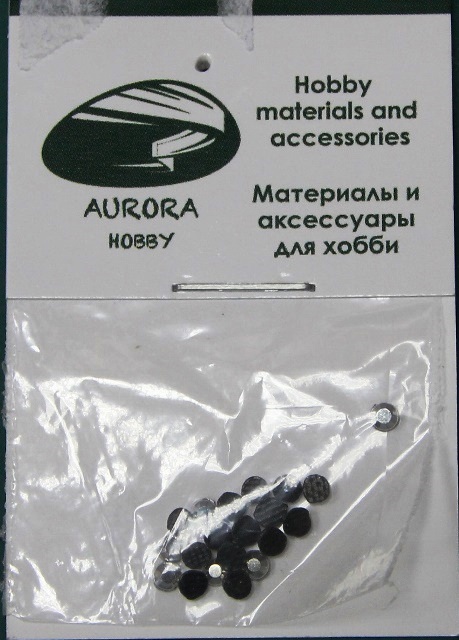 Hobby
materials and
accessories
AURORA
HOBBY
Материалы и
аксессуары
для хобби